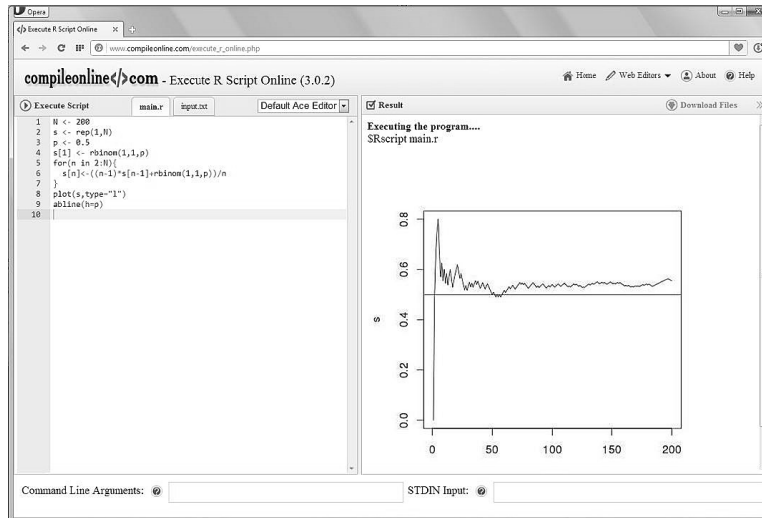 Opera
</> Execute R Script Online
www.compileonline.com/execute_r_online.php
compileonline</>com - Execute R Script Online (3.0.2)
Home Web Editors About Help
Execute Script main.r input.txt Default Ace Editor
1 N <- 200
2 s <- rep(1,N)
3 p <- 0.5
4 s[1] <- rbinom(1,1,p)
5 for(n in 2:N){
6 s[n]<-((n-1)*s[n-1]+rbinom(1,1,p))/n
7 }
8 plot(s,type="l")
9 abline(h=p)
10
Result Download Files
Executing the program....
$Rscript main.r
0.8
0.6
0.4
0.2
0.0
s
0 50 100 150 200
Command Line Arguments: STDIN Input: